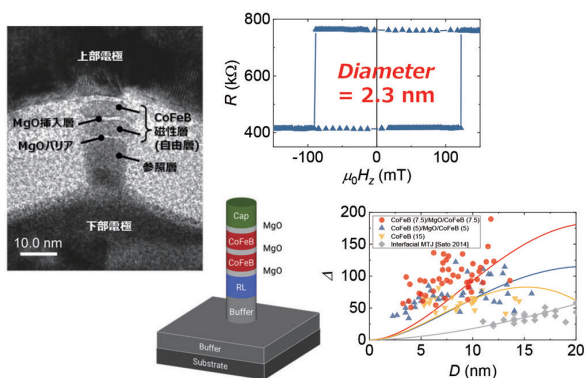 上部電極
MgO挿入層
MgOバリア
CoFeB
磁性層
(自由層)
参照層
下部電極
10.0 nm
800
600
400
R (kΩ)
Diameter
= 2.3 nm
-100
0
100
μ0Hz (mT)
Cap
MgO
CoFeB
MgO
CoFeB
MgO
RL
Buffer
Buffer
Substrate
200
150
100
50
0
Δ
CoFeB (7.5)/MgO/CoFeB (7.5)
CoFeB (5)/MgO/CoFeB (5)
CoFeB (15)
Interfacial MTJ [Sato 2014]
0
5
10
15
20
D (nm)